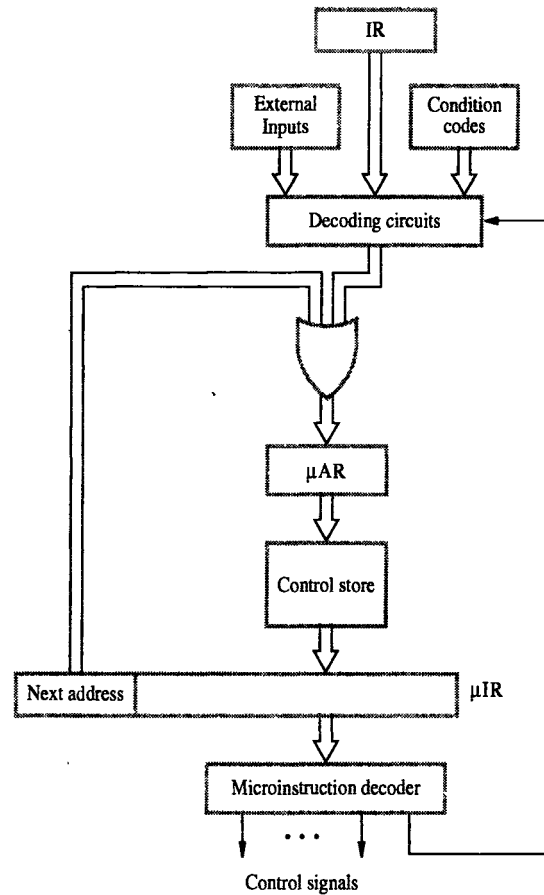 IR
External
Inputs
Condition
codes
Decoding circuits
μAR
Control store
Next address
μIR
Microinstruction decoder
...
Control signals